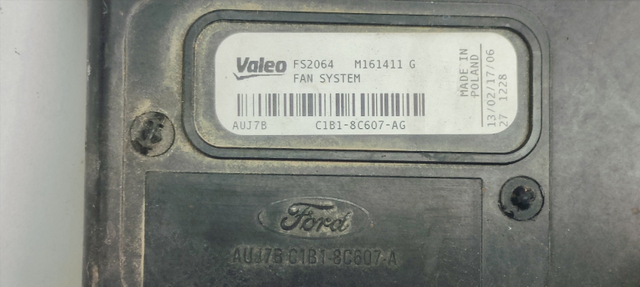 Valeo FS2064 M161411 G
FAN SYSTEM
AUJ7B C1B1-8C607-AG
MADE IN
POLAND
13/02/17/06
27 1228
Ford
AUJ7B C1B1-8C607-A